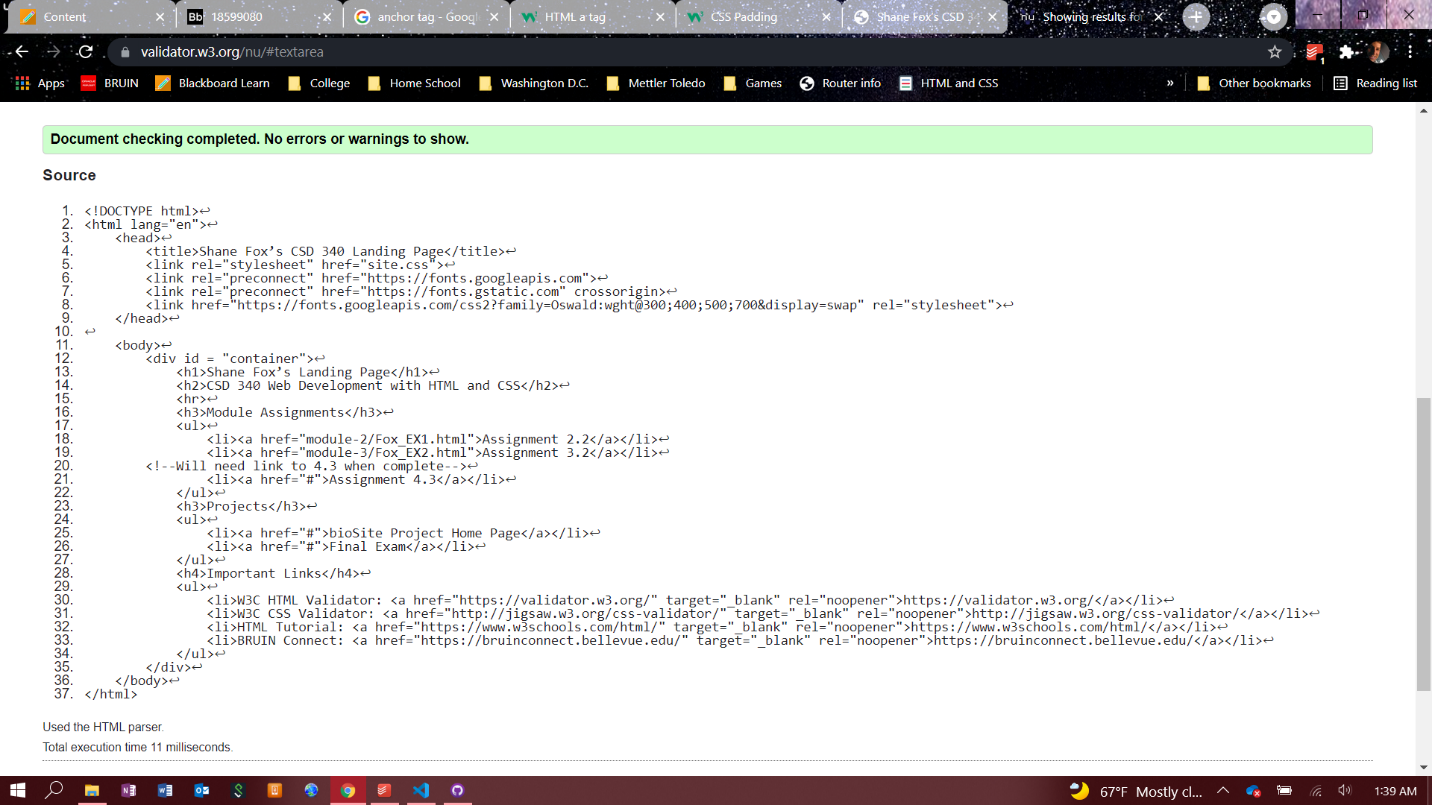 Content
Bb 18599080
anchor tag - Googl
HTML a tag
CSS Padding
Shane Fox's CSD 34
nu Showing results for
validator.w3.org/nu/#textarea
1
Apps BRUIN Blackboard Learn College Home School Washington D.C. Mettler Toledo Games Router info HTML and CSS » Other bookmarks Reading list
Document checking completed. No errors or warnings to show.
Source
1. <!DOCTYPE html>↩
2. <html lang="en">↩
3. <head>↩
4. <title>Shane Fox’s CSD 340 Landing Page</title>↩
5. <link rel="stylesheet" href="site.css">↩
6. <link rel="preconnect" href="https://fonts.googleapis.com">↩
7. <link rel="preconnect" href="https://fonts.gstatic.com" crossorigin>↩
8. <link href="https://fonts.googleapis.com/css2?family=Oswald:wght@300;400;500;700&display=swap" rel="stylesheet">↩
9. </head>↩
10. ↩
11. <body>↩
12. <div id = "container">↩
13. <h1>Shane Fox’s Landing Page</h1>↩
14. <h2>CSD 340 Web Development with HTML and CSS</h2>↩
15. <hr>↩
16. <h3>Module Assignments</h3>↩
17. <ul>↩
18. <li><a href="module-2/Fox_EX1.html">Assignment 2.2</a></li>↩
19. <li><a href="module-3/Fox_EX2.html">Assignment 3.2</a></li>↩
20. <!--Will need link to 4.3 when complete-->↩
21. <li><a href="#">Assignment 4.3</a></li>↩
22. </ul>↩
23. <h3>Projects</h3>↩
24. <ul>↩
25. <li><a href="#">bioSite Project Home Page</a></li>↩
26. <li><a href="#">Final Exam</a></li>↩
27. </ul>↩
28. <h4>Important Links</h4>↩
29. <ul>↩
30. <li>W3C HTML Validator: <a href="https://validator.w3.org/" target="_blank" rel="noopener">https://validator.w3.org/</a></li>↩
31. <li>W3C CSS Validator: <a href="http://jigsaw.w3.org/css-validator/" target="_blank" rel="noopener">http://jigsaw.w3.org/css-validator/</a></li>↩
32. <li>HTML Tutorial: <a href="https://www.w3schools.com/html/" target="_blank" rel="noopener">https://www.w3schools.com/html/</a></li>↩
33. <li>BRUIN Connect: <a href="https://bruinconnect.bellevue.edu/" target="_blank" rel="noopener">https://bruinconnect.bellevue.edu/</a></li>↩
34. </ul>↩
35. </div>↩
36. </body>↩
37. </html>
Used the HTML parser.
Total execution time 11 milliseconds.
67°F Mostly cl... 1:39 AM